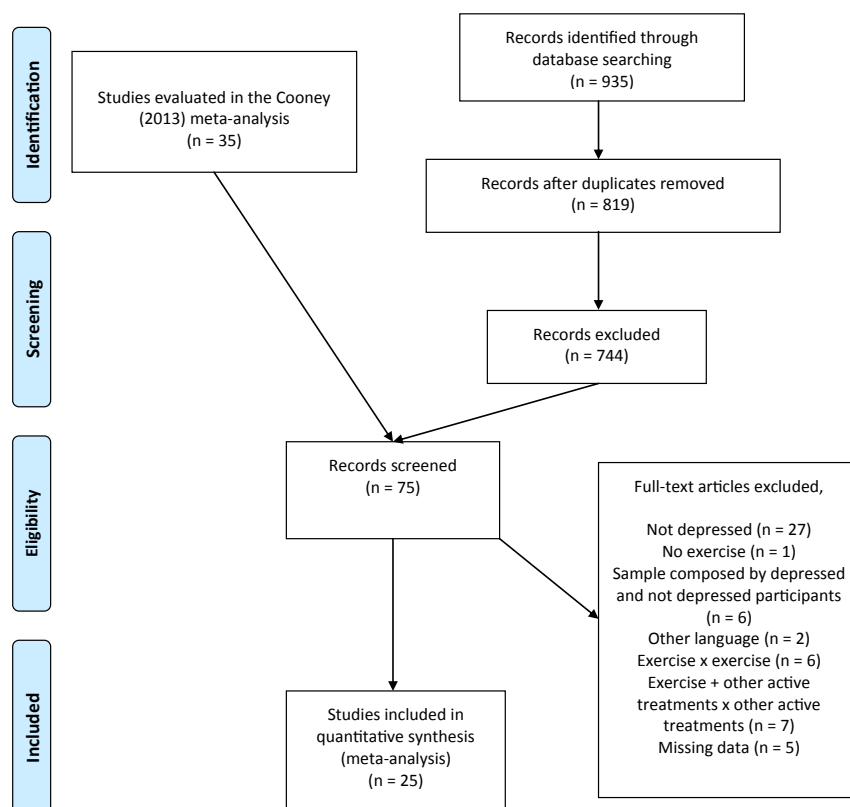 Identification
Studies evaluated in the Cooney
(2013) meta-analysis
(n = 35)
Records identified through
database searching
(n = 935)
Records after duplicates removed
(n = 819)
Screening
Records excluded
(n = 744)
Eligibility
Records screened
(n = 75)
Full-text articles excluded,
Not depressed (n = 27)
No exercise (n = 1)
Sample composed by depressed
and not depressed participants
(n = 6)
Other language (n = 2)
Exercise x exercise (n = 6)
Exercise + other active
treatments x other active
treatments (n = 7)
Missing data (n = 5)
Included
Studies included in
quantitative synthesis
(meta-analysis)
(n = 25)